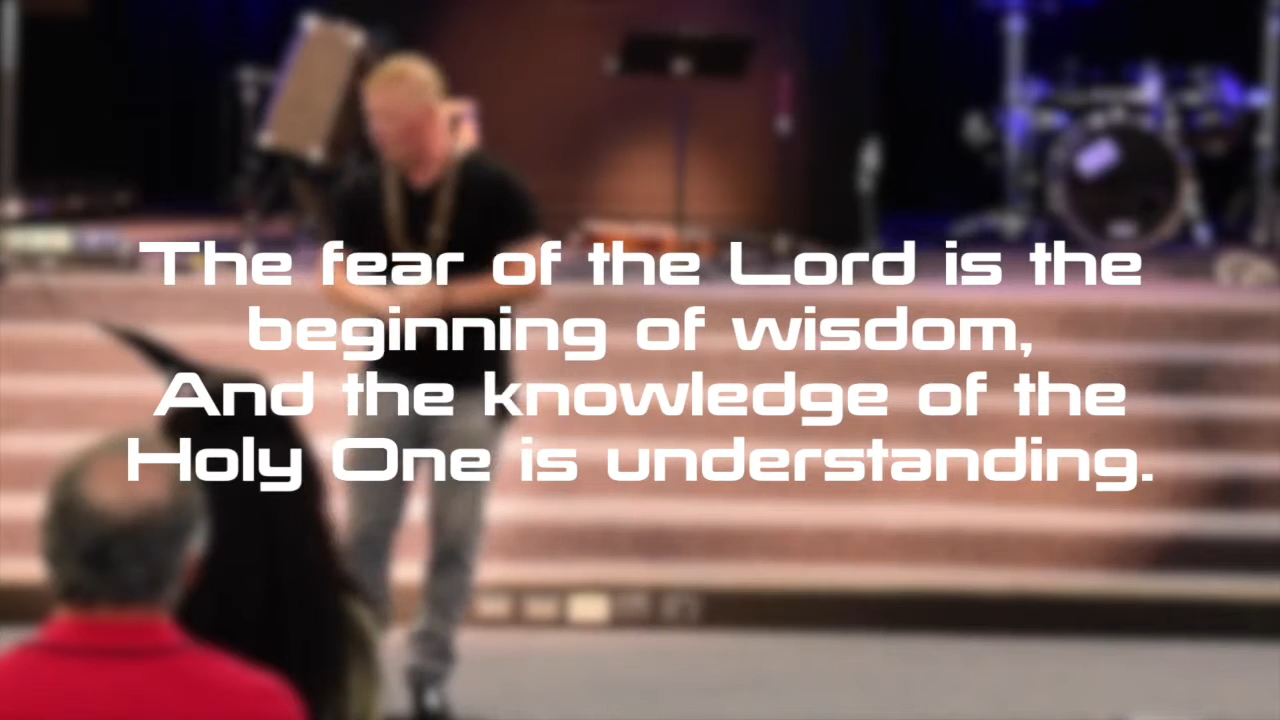 The fear of the Lord is the
beginning of wisdom,
And the knowledge of the
Holy One is understanding.